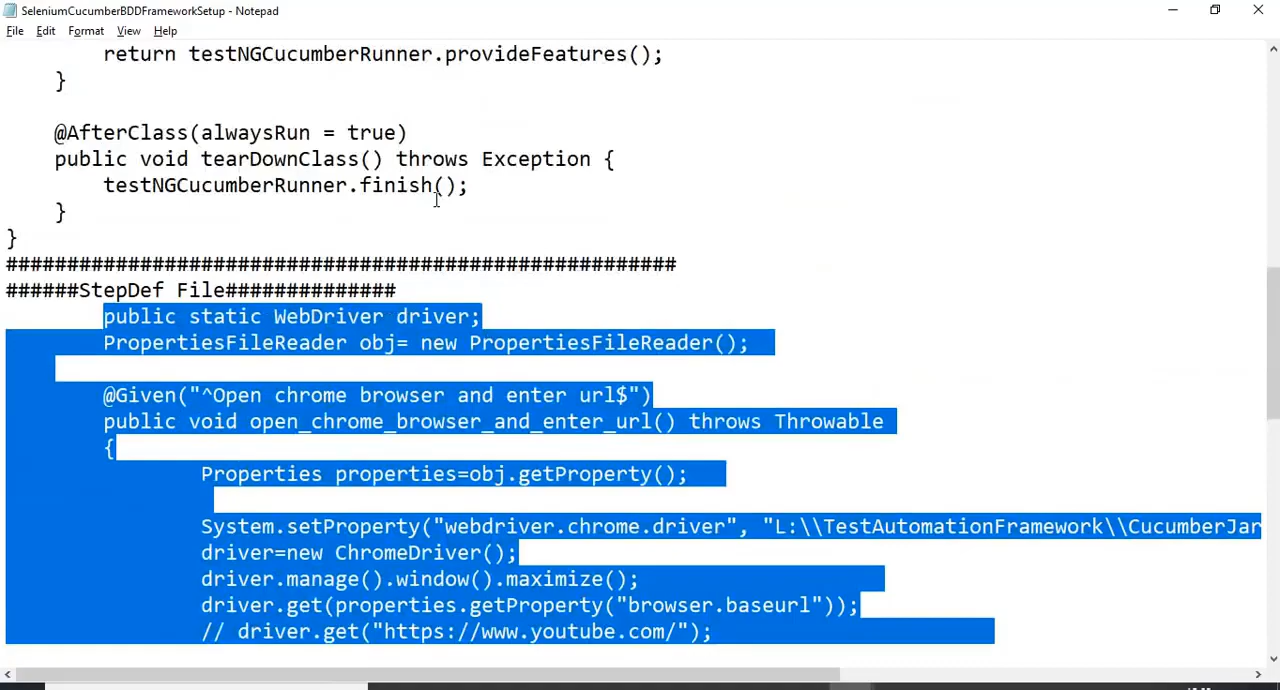 SeleniumCucumberBDDFrameworkSetup - Notepad
File Edit Format View Help
return testNGCucumberRunner.provideFeatures();
}
@AfterClass(alwaysRun = true)
public void tearDownClass() throws Exception {
testNGCucumberRunner.finish();
}
}
#######################################################
######StepDef File##############
public static WebDriver driver;
PropertiesFileReader obj= new PropertiesFileReader();
@Given("^Open chrome browser and enter url$")
public void open_chrome_browser_and_enter_url() throws Throwable
{
Properties properties=obj.getProperty();
System.setProperty("webdriver.chrome.driver", "L:\\TestAutomationFramework\\CucumberJar
driver=new ChromeDriver();
driver.manage().window().maximize();
driver.get(properties.getProperty("browser.baseurl"));
// driver.get("https://www.youtube.com/");